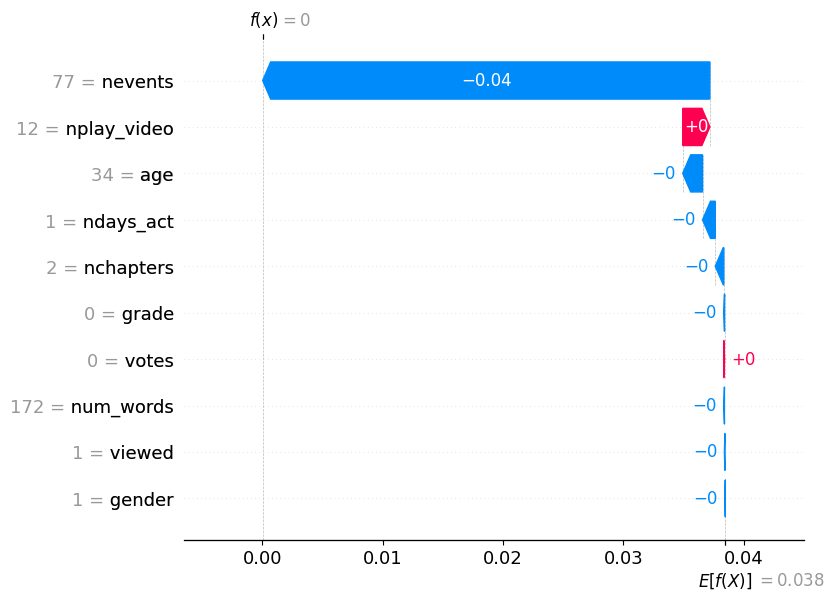 f(x) = 0
77 = nevents
−0.04
12 = nplay_video
+0
34 = age
−0
1 = ndays_act
−0
2 = nchapters
−0
0 = grade
−0
0 = votes
+0
172 = num_words
−0
1 = viewed
−0
1 = gender
−0
0.00 0.01 0.02 0.03 0.04
E[f(X)] = 0.038